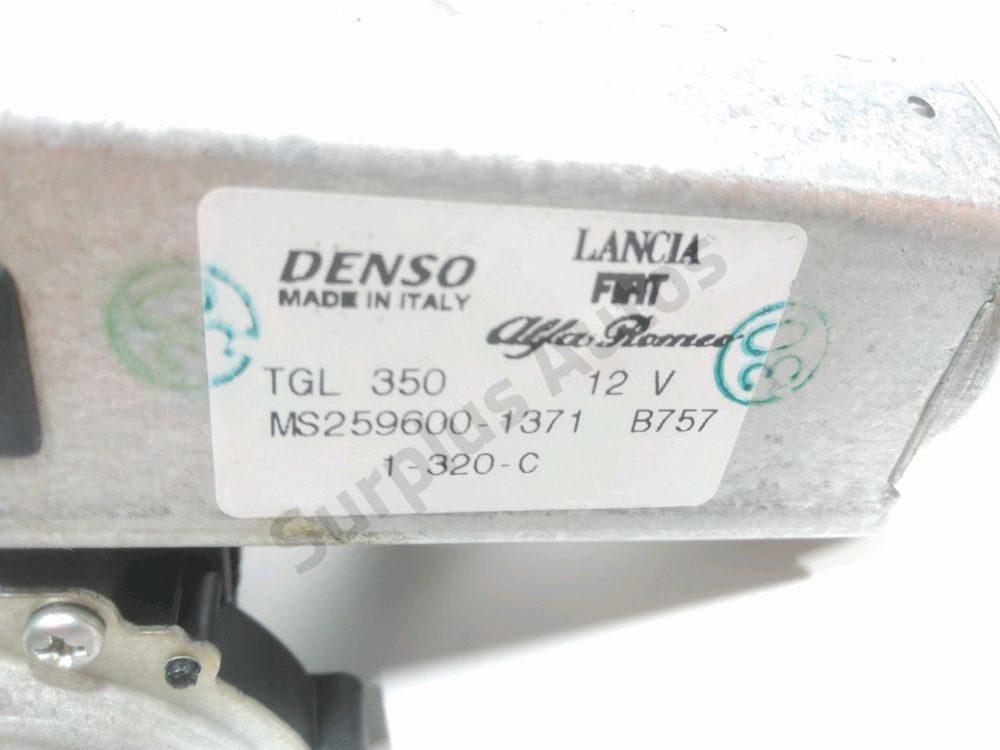 DENSO
MADE IN ITALY
LANCIA
FIAT
Alfa Romeo
TGL 350 12 V
MS259600-1371 B757
1-320-C
Surplus Autos